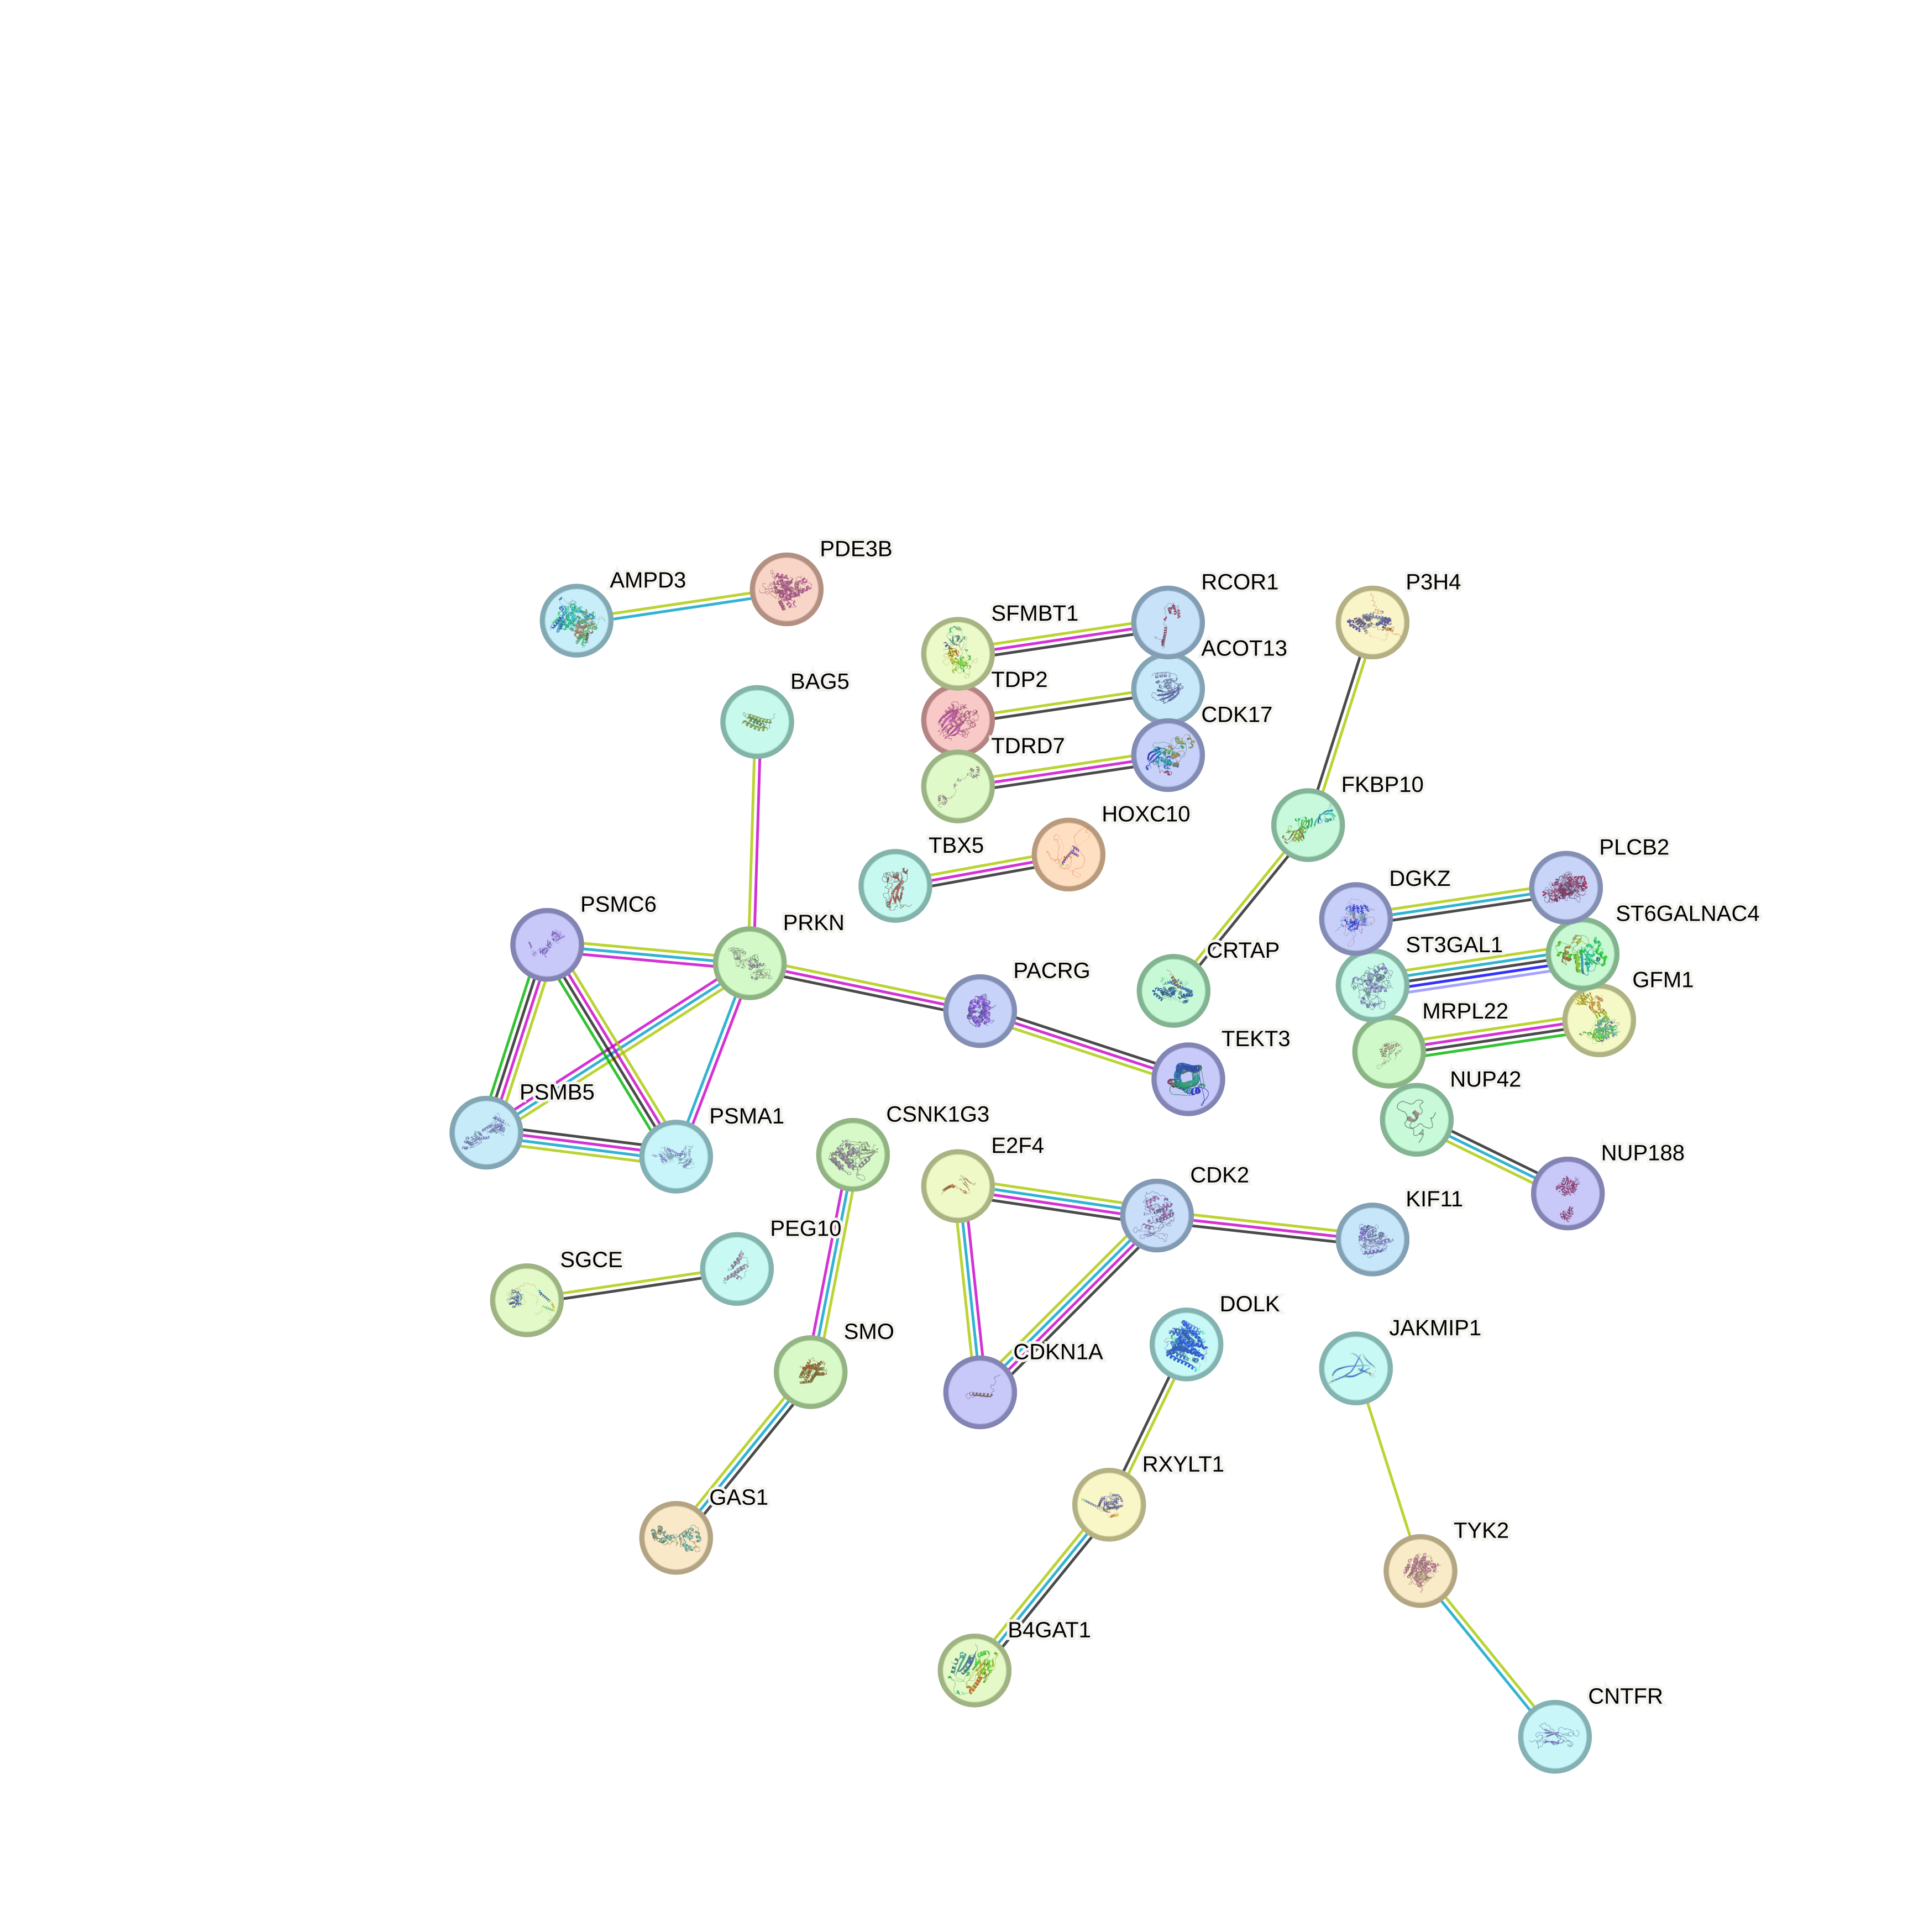 PDE3B
AMPD3
RCOR1
P3H4
SFMBT1
ACOT13
TDP2
BAG5
CDK17
TDRD7
FKBP10
HOXC10
TBX5
PLCB2
DGKZ
PSMC6
ST6GALNAC4
PRKN
ST3GAL1
CRTAP
PACRG
GFM1
MRPL22
TEKT3
NUP42
PSMB5
CSNK1G3
PSMA1
E2F4
NUP188
CDK2
KIF11
PEG10
SGCE
DOLK
JAKMIP1
SMO
CDKN1A
RXYLT1
GAS1
TYK2
B4GAT1
CNTFR